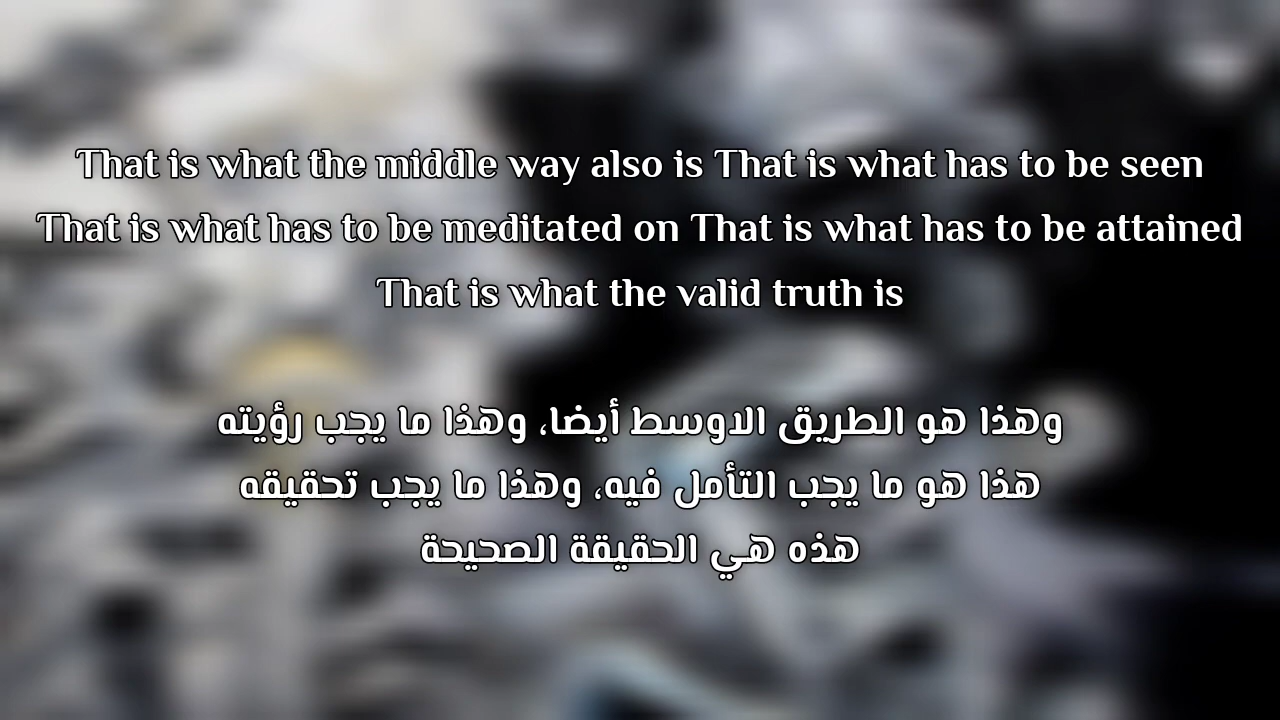 That is what the middle way also is That is what has to be seen
That is what has to be meditated on That is what has to be attained
That is what the valid truth is
وهذا هو الطريق الاوسط أيضا، وهذا ما يجب رؤيته
هذا هو ما يجب التأمل فيه، وهذا ما يجب تحقيقه
هذه هي الحقيقة الصحيحة